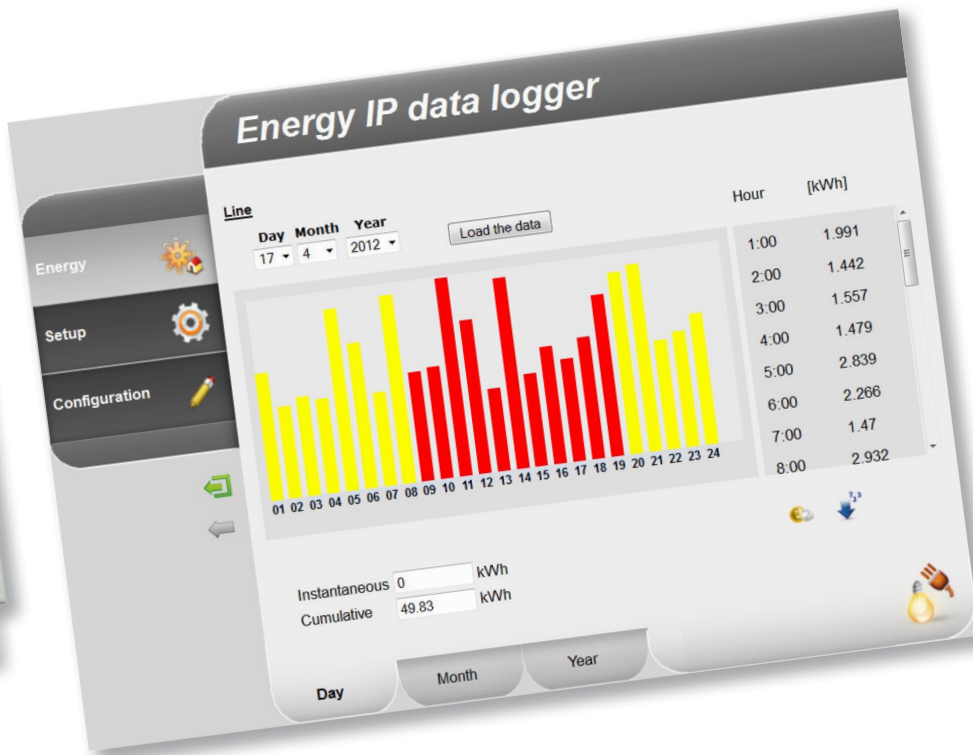 Energy IP data logger
Energy
Setup
Configuration
Line
Day Month Year
17 4 2012
Load the data
01 02 03 04 05 06 07 08 09 10 11 12 13 14 15 16 17 18 19 20 21 22 23 24
Hour [kWh]
1:00 1.991
2:00 1.442
3:00 1.557
4:00 1.479
5:00 2.839
6:00 2.266
7:00 1.47
8:00 2.932
1 2 3
Instantaneous 0 kWh
Cumulative 49.83 kWh
Day Month Year